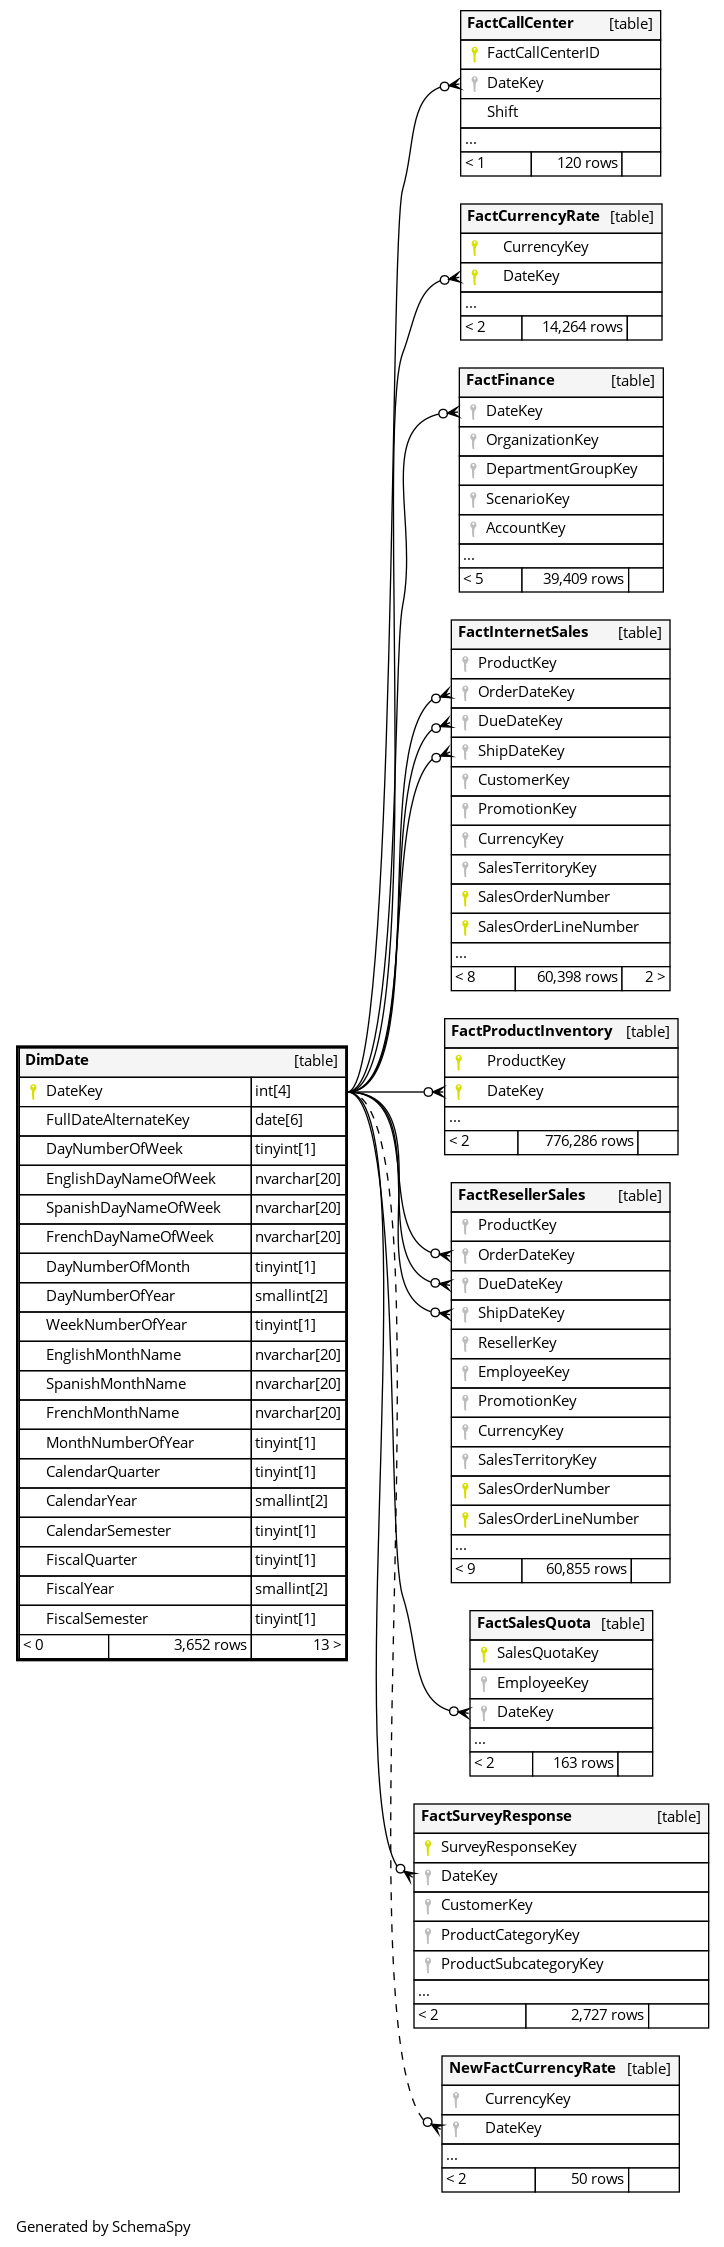 FactCallCenter [table]
FactCallCenterID
DateKey
Shift
...
< 1 120 rows
FactCurrencyRate [table]
CurrencyKey
DateKey
...
< 2 14,264 rows
FactFinance [table]
DateKey
OrganizationKey
DepartmentGroupKey
ScenarioKey
AccountKey
...
< 5 39,409 rows
FactInternetSales [table]
ProductKey
OrderDateKey
DueDateKey
ShipDateKey
CustomerKey
PromotionKey
CurrencyKey
SalesTerritoryKey
SalesOrderNumber
SalesOrderLineNumber
...
< 8 60,398 rows 2 >
DimDate [table]
DateKey int[4]
FullDateAlternateKey date[6]
DayNumberOfWeek tinyint[1]
EnglishDayNameOfWeek nvarchar[20]
SpanishDayNameOfWeek nvarchar[20]
FrenchDayNameOfWeek nvarchar[20]
DayNumberOfMonth tinyint[1]
DayNumberOfYear smallint[2]
WeekNumberOfYear tinyint[1]
EnglishMonthName nvarchar[20]
SpanishMonthName nvarchar[20]
FrenchMonthName nvarchar[20]
MonthNumberOfYear tinyint[1]
CalendarQuarter tinyint[1]
CalendarYear smallint[2]
CalendarSemester tinyint[1]
FiscalQuarter tinyint[1]
FiscalYear smallint[2]
FiscalSemester tinyint[1]
< 0 3,652 rows 13 >
FactProductInventory [table]
ProductKey
DateKey
...
< 2 776,286 rows
FactResellerSales [table]
ProductKey
OrderDateKey
DueDateKey
ShipDateKey
ResellerKey
EmployeeKey
PromotionKey
CurrencyKey
SalesTerritoryKey
SalesOrderNumber
SalesOrderLineNumber
...
< 9 60,855 rows
FactSalesQuota [table]
SalesQuotaKey
EmployeeKey
DateKey
...
< 2 163 rows
FactSurveyResponse [table]
SurveyResponseKey
DateKey
CustomerKey
ProductCategoryKey
ProductSubcategoryKey
...
< 2 2,727 rows
NewFactCurrencyRate [table]
CurrencyKey
DateKey
...
< 2 50 rows
Generated by SchemaSpy